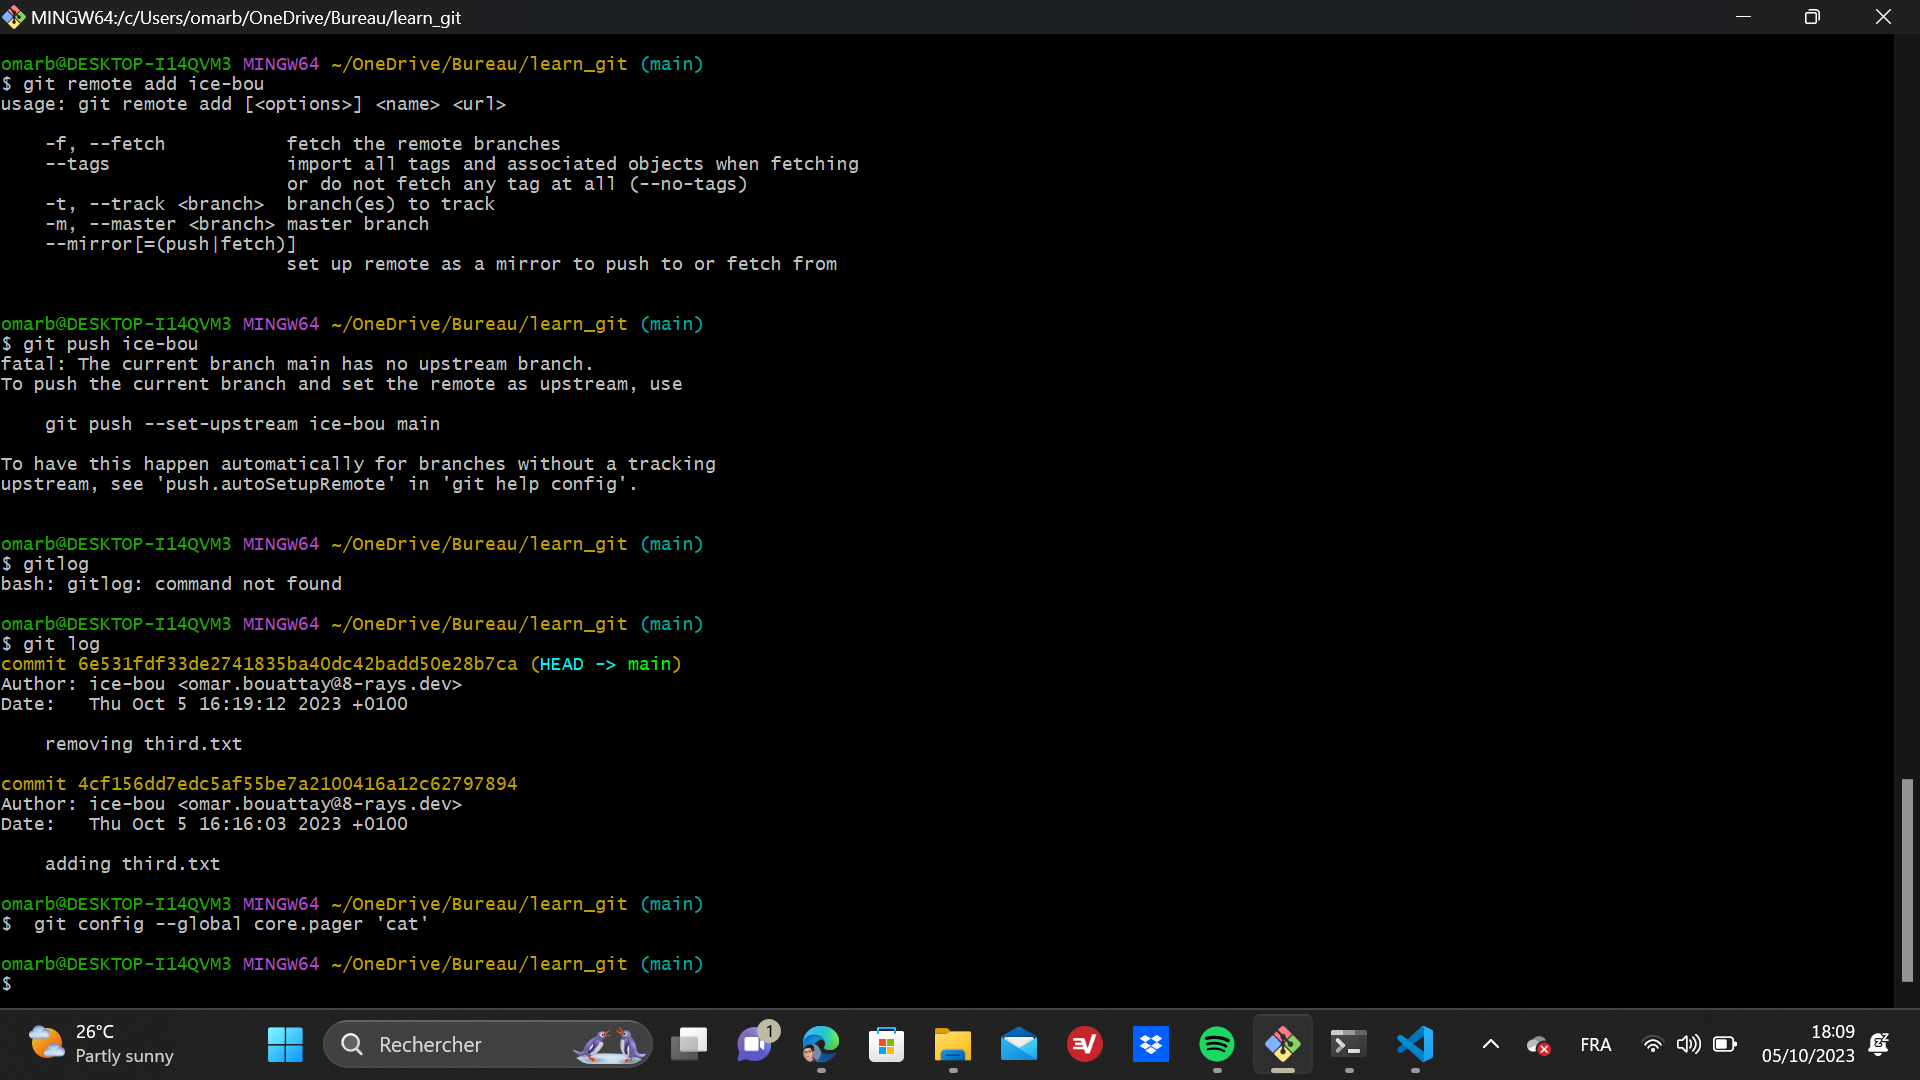 MINGW64:/c/Users/omarb/OneDrive/Bureau/learn_git
omarb@DESKTOP-I14QVM3 MINGW64 ~/OneDrive/Bureau/learn_git (main)
$ git remote add ice-bou
usage: git remote add [<options>] <name> <url>
    -f, --fetch           fetch the remote branches
    --tags                import all tags and associated objects when fetching
                          or do not fetch any tag at all (--no-tags)
    -t, --track <branch>  branch(es) to track
    -m, --master <branch> master branch
    --mirror[=(push|fetch)]
                          set up remote as a mirror to push to or fetch from
omarb@DESKTOP-I14QVM3 MINGW64 ~/OneDrive/Bureau/learn_git (main)
$ git push ice-bou
fatal: The current branch main has no upstream branch.
To push the current branch and set the remote as upstream, use
    git push --set-upstream ice-bou main
To have this happen automatically for branches without a tracking
upstream, see 'push.autoSetupRemote' in 'git help config'.
omarb@DESKTOP-I14QVM3 MINGW64 ~/OneDrive/Bureau/learn_git (main)
$ gitlog
bash: gitlog: command not found
omarb@DESKTOP-I14QVM3 MINGW64 ~/OneDrive/Bureau/learn_git (main)
$ git log
commit 6e531fdf33de2741835ba40dc42badd50e28b7ca (HEAD -> main)
Author: ice-bou <omar.bouattay@8-rays.dev>
Date:   Thu Oct 5 16:19:12 2023 +0100
    removing third.txt
commit 4cf156dd7edc5af55be7a2100416a12c62797894
Author: ice-bou <omar.bouattay@8-rays.dev>
Date:   Thu Oct 5 16:16:03 2023 +0100
    adding third.txt
omarb@DESKTOP-I14QVM3 MINGW64 ~/OneDrive/Bureau/learn_git (main)
$  git config --global core.pager 'cat'
omarb@DESKTOP-I14QVM3 MINGW64 ~/OneDrive/Bureau/learn_git (main)
$
26°C
Partly sunny
Rechercher
1
FRA
18:09
05/10/2023